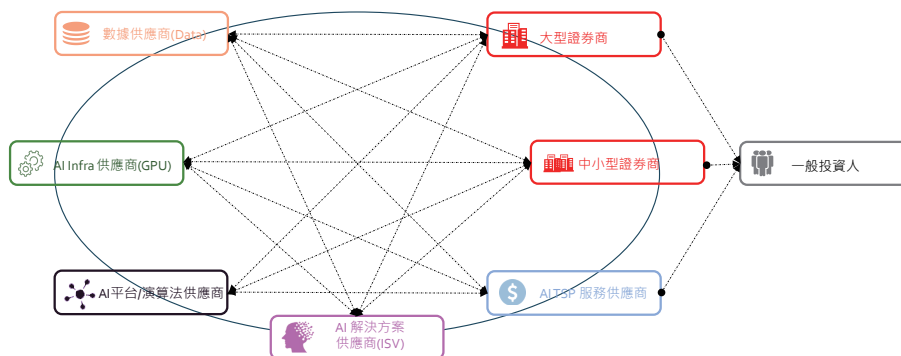 數據供應商(Data)
大型證券商
AI Infra 供應商(GPU)
中小型證券商
一般投資人
AI平台/演算法供應商
AI TSP 服務供應商
AI 解決方案
供應商(ISV)